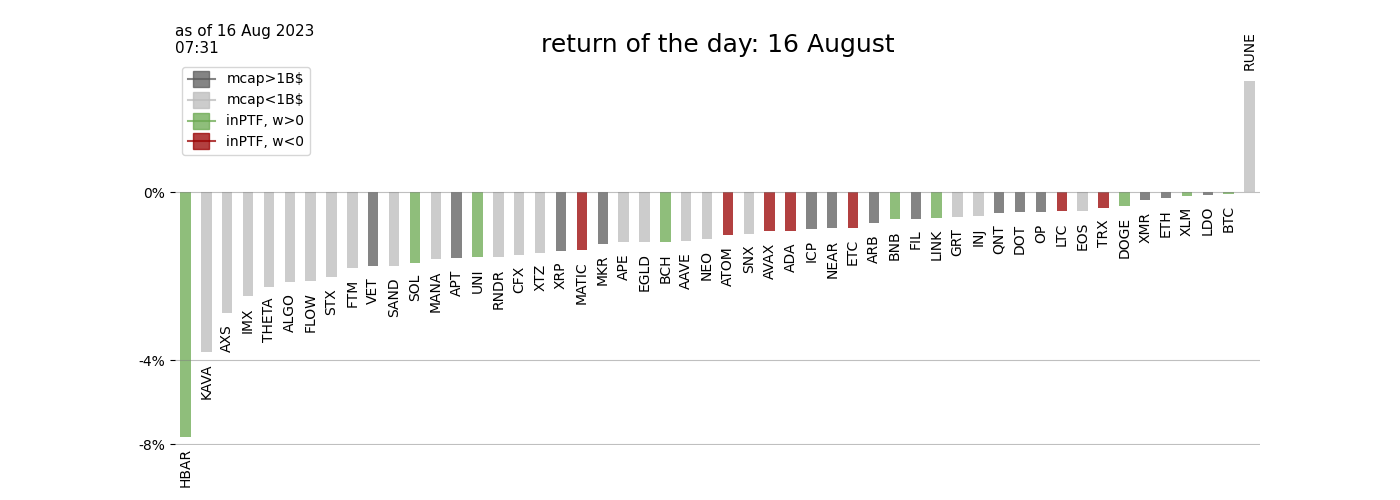 as of 16 Aug 2023
07:31
return of the day: 16 August
mcap>1B$
mcap<1B$
inPTF, w>0
inPTF, w<0
0%
-4%
-8%
HBAR
KAVA
AXS
IMX
THETA
ALGO
FLOW
STX
FTM
VET
SAND
SOL
MANA
APT
UNI
RNDR
CFX
XTZ
XRP
MATIC
MKR
APE
EGLD
BCH
AAVE
NEO
ATOM
SNX
AVAX
ADA
ICP
NEAR
ETC
ARB
BNB
FIL
LINK
GRT
INJ
QNT
DOT
OP
LTC
EOS
TRX
DOGE
XMR
ETH
XLM
LDO
BTC
RUNE